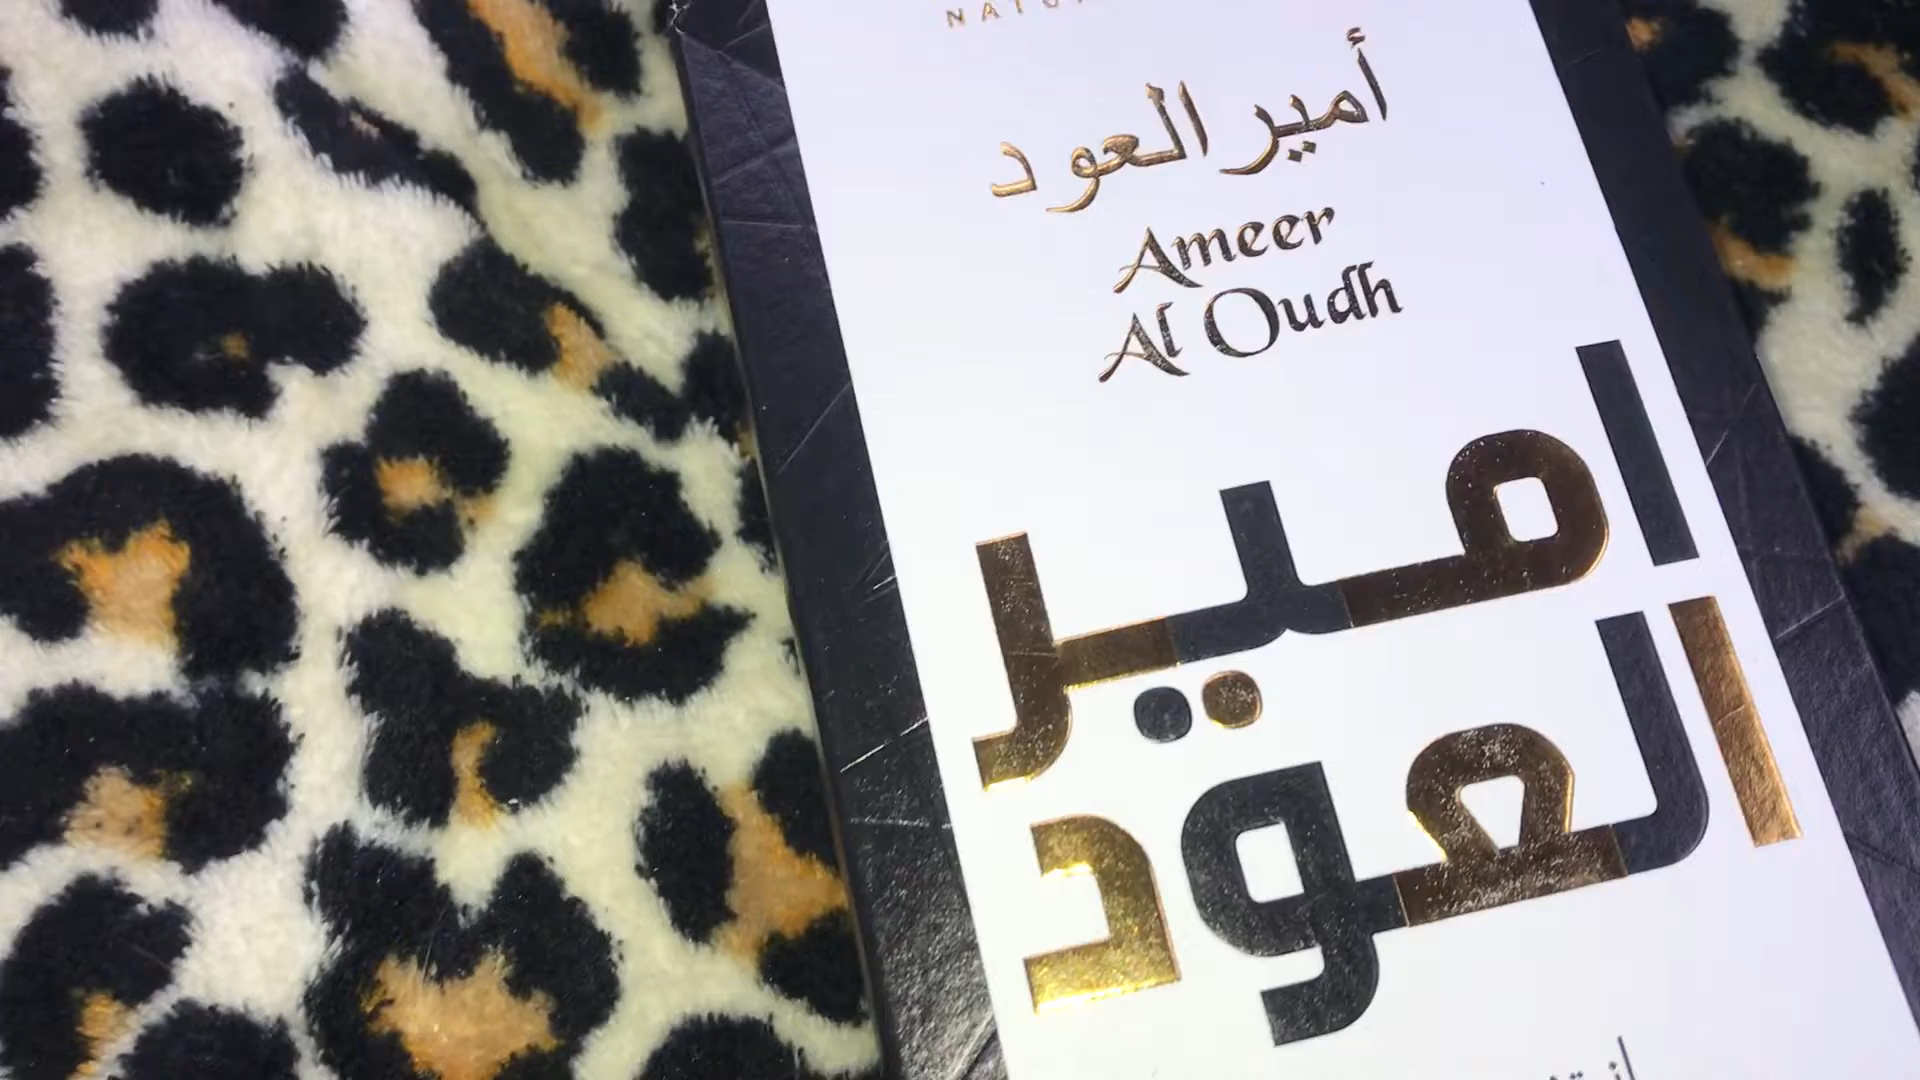 أمير العود
Ameer
Al Oudh
امير
العود